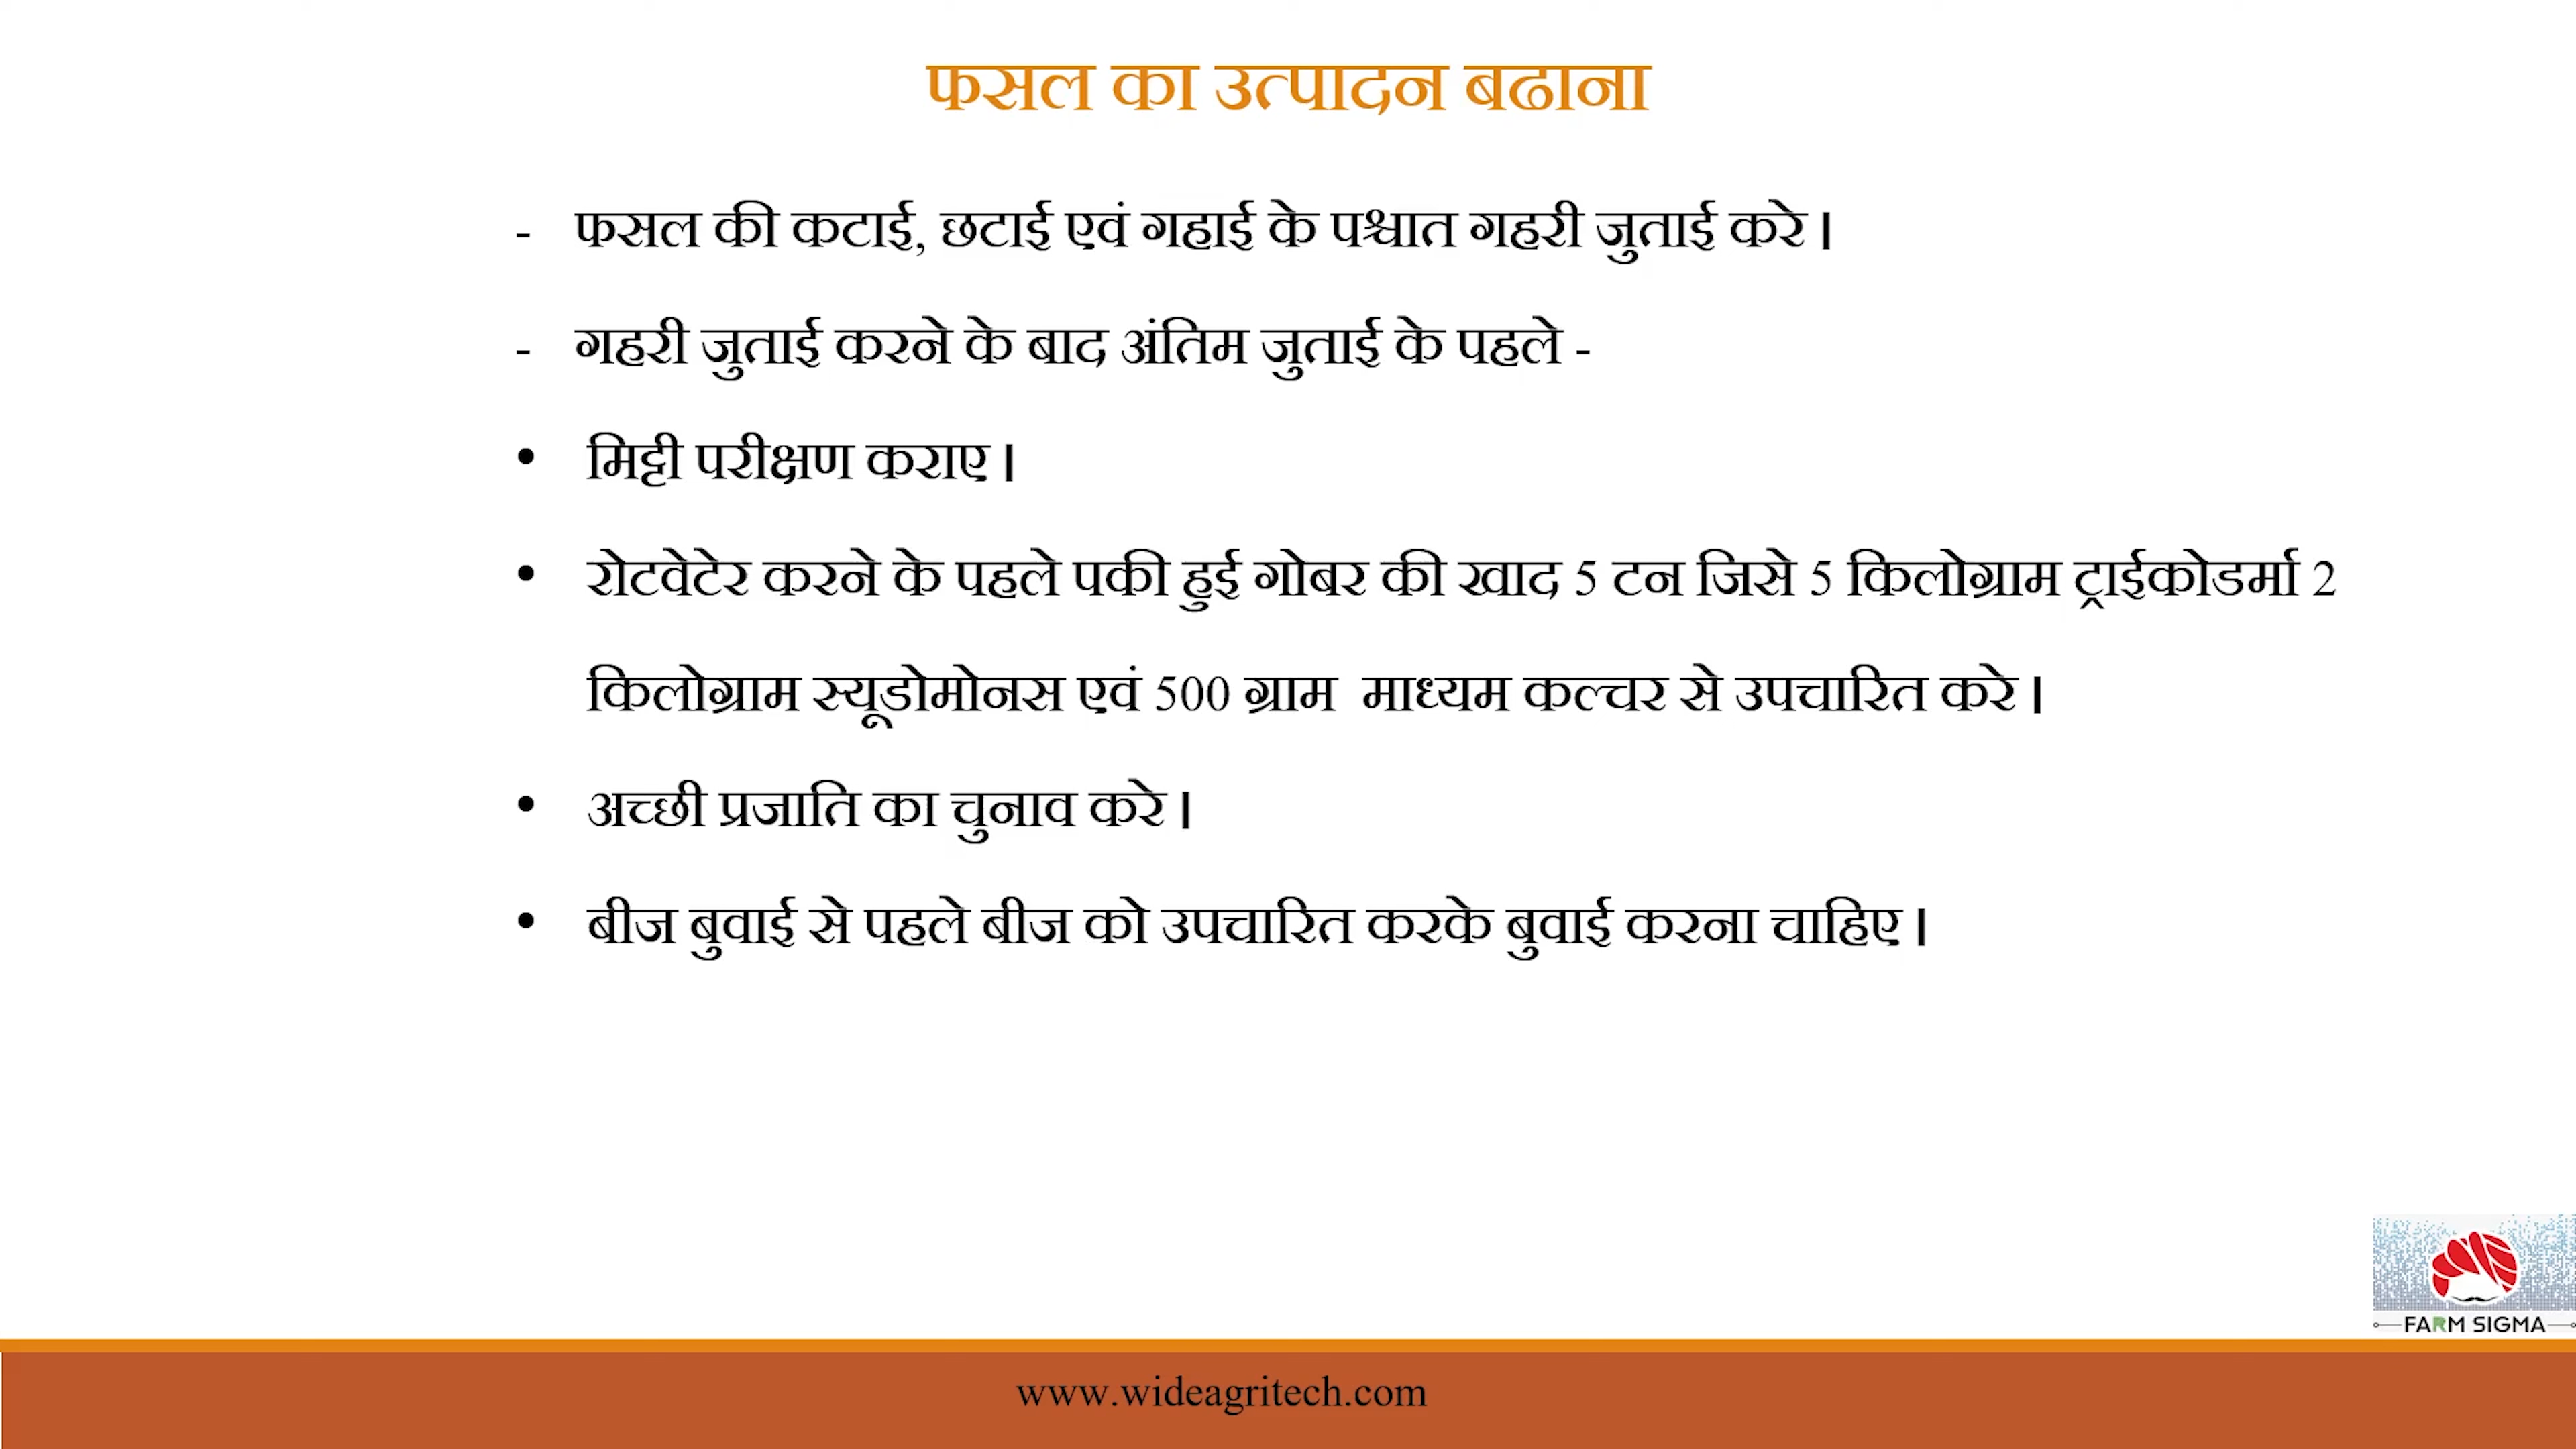 फसल का उत्पादन बढाना
- फसल की कटाई, छटाई एवं गहाई के पश्चात गहरी जुताई करे ।
- गहरी जुताई करने के बाद अंतिम जुताई के पहले -
• मिट्टी परीक्षण कराए ।
• रोटवेटेर करने के पहले पकी हुई गोबर की खाद 5 टन जिसे 5 किलोग्राम ट्राईकोडर्मा 2
किलोग्राम स्यूडोमोनस एवं 500 ग्राम माध्यम कल्चर से उपचारित करे ।
• अच्छी प्रजाति का चुनाव करे ।
• बीज बुवाई से पहले बीज को उपचारित करके बुवाई करना चाहिए ।
FARM SIGMA
www.wideagritech.com